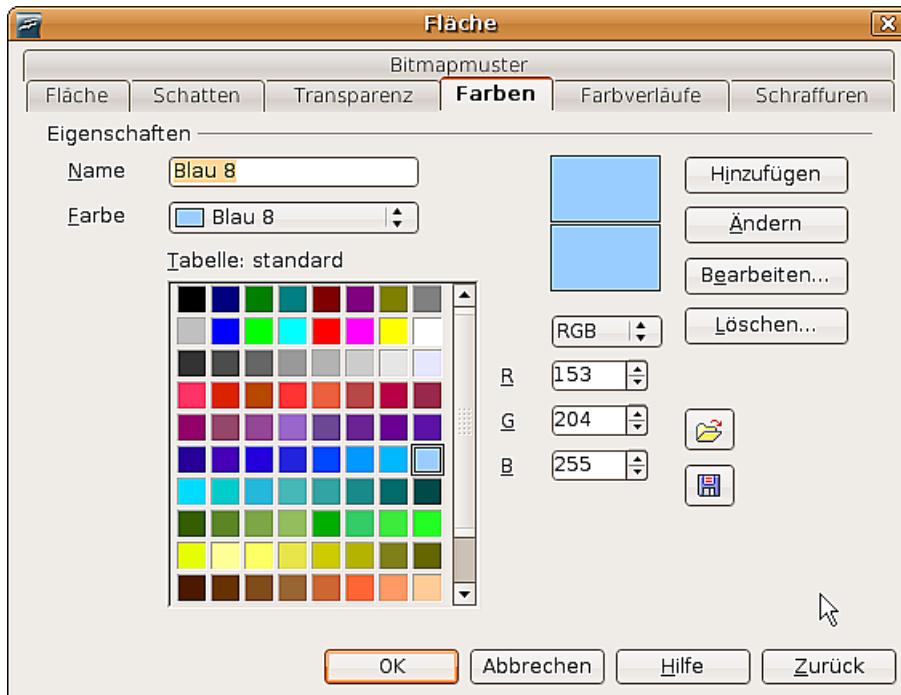 Fläche
Bitmapmuster
Fläche Schatten Transparenz Farben Farbverläufe Schraffuren
Eigenschaften
Name Blau 8 Hinzufügen
Farbe Blau 8 Ändern
Tabelle: standard Bearbeiten...
RGB Löschen...
R 153
G 204
B 255
OK Abbrechen Hilfe Zurück